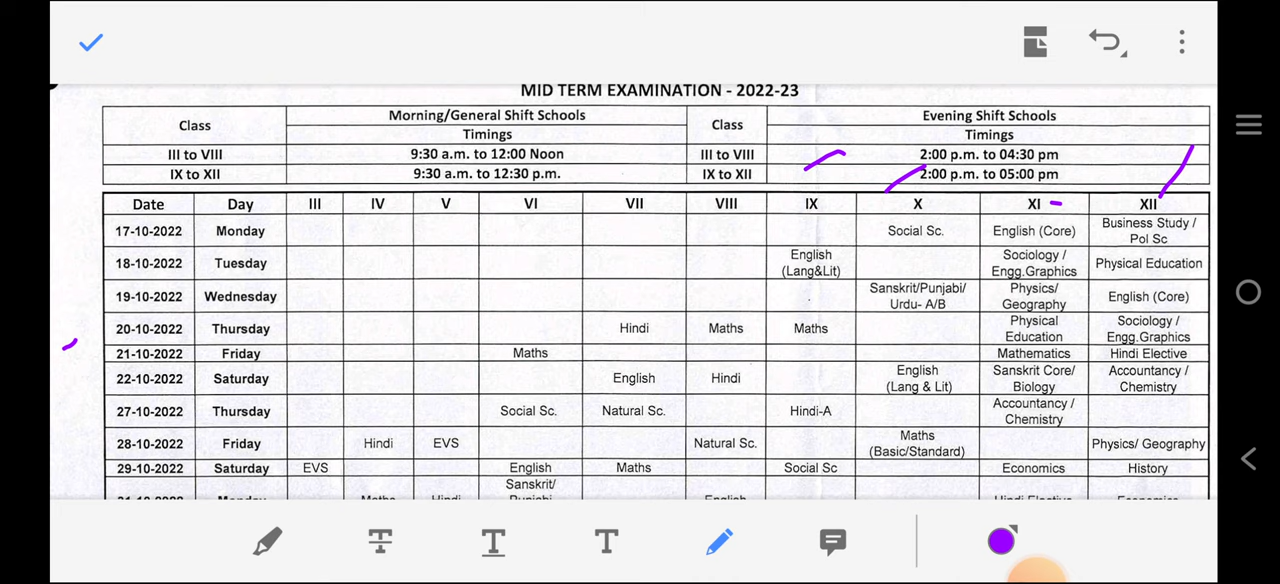 MID TERM EXAMINATION - 2022-23
Class Morning/General Shift Schools Class Evening Shift Schools
Timings Timings
III to VIII 9:30 a.m. to 12:00 Noon III to VIII 2:00 p.m. to 04:30 pm
IX to XII 9:30 a.m. to 12:30 p.m. IX to XII 2:00 p.m. to 05:00 pm
Date Day III IV V VI VII VIII IX X XI XII
17-10-2022 Monday Social Sc. English (Core) Business Study /
Pol Sc
18-10-2022 Tuesday English Sociology / Physical Education
(Lang&Lit) Engg.Graphics
19-10-2022 Wednesday Sanskrit/Punjabi/ Physics/ English (Core)
Urdu- A/B Geography
20-10-2022 Thursday Hindi Maths Maths Physical Sociology /
Education Engg.Graphics
21-10-2022 Friday Maths Mathematics Hindi Elective
22-10-2022 Saturday English Hindi English Sanskrit Core/ Accountancy /
(Lang & Lit) Biology Chemistry
27-10-2022 Thursday Social Sc. Natural Sc. Hindi-A Accountancy /
Chemistry
28-10-2022 Friday Hindi EVS Natural Sc. Maths Physics/ Geography
(Basic/Standard)
29-10-2022 Saturday EVS English Maths Social Sc Economics History
Sanskrit/
T T T